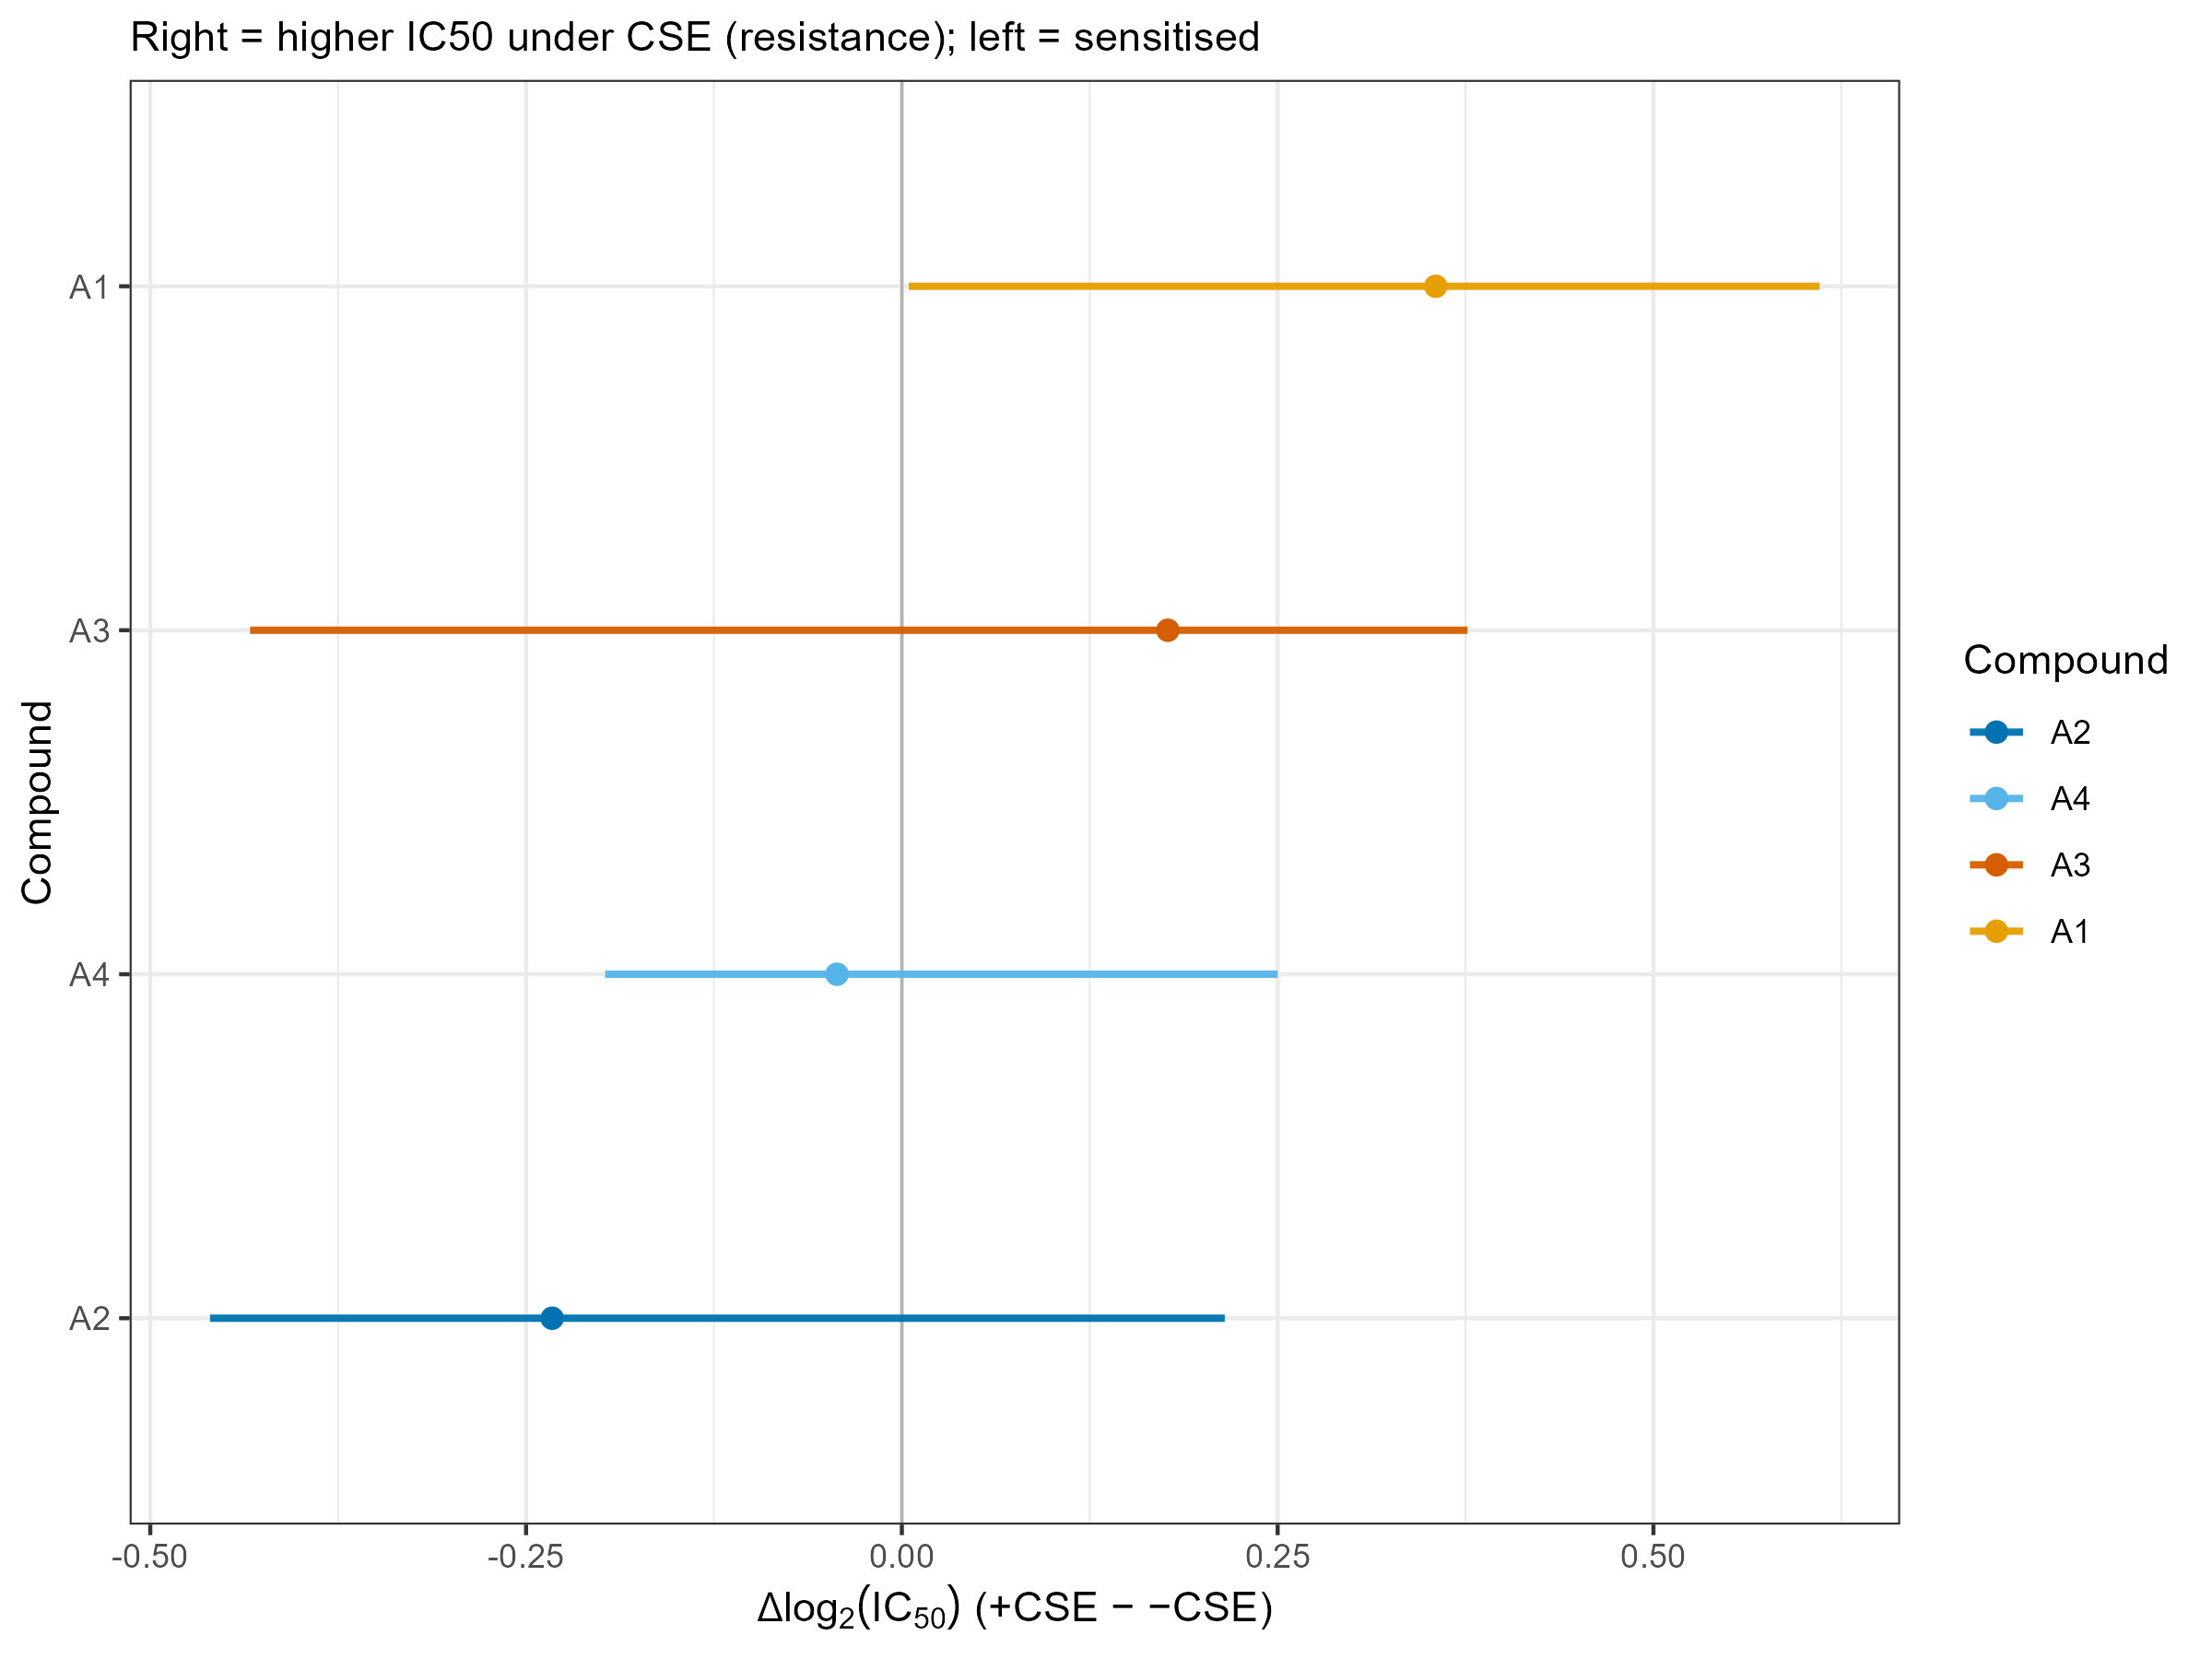 Right = higher IC50 under CSE (resistance); left = sensitised
A1
A3
A4
A2
Compound
-0.50 -0.25 0.00 0.25 0.50
Δlog₂(IC₅₀) (+CSE − −CSE)
Compound
A2
A4
A3
A1